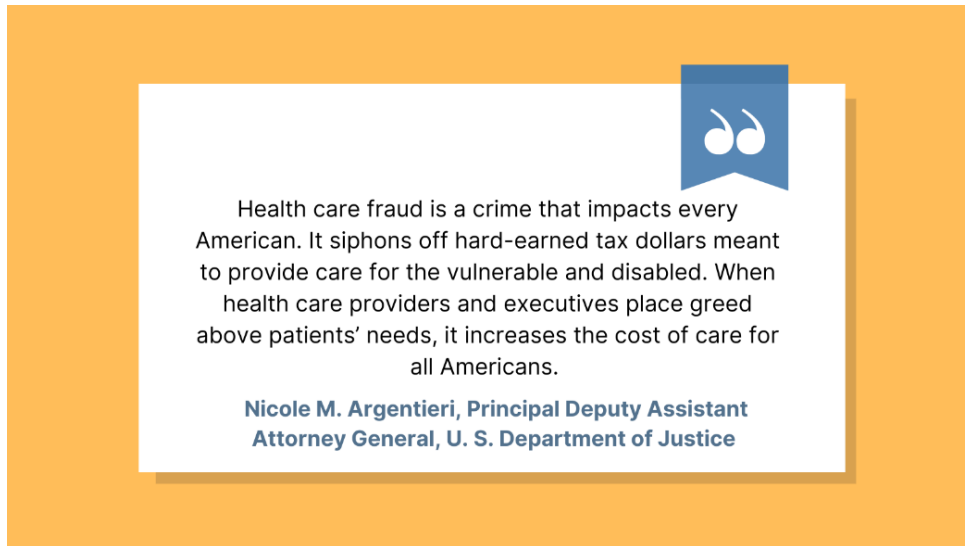 Health care fraud is a crime that impacts every
American. It siphons off hard-earned tax dollars meant
to provide care for the vulnerable and disabled. When
health care providers and executives place greed
above patients’ needs, it increases the cost of care for
all Americans.
Nicole M. Argentieri, Principal Deputy Assistant
Attorney General, U. S. Department of Justice